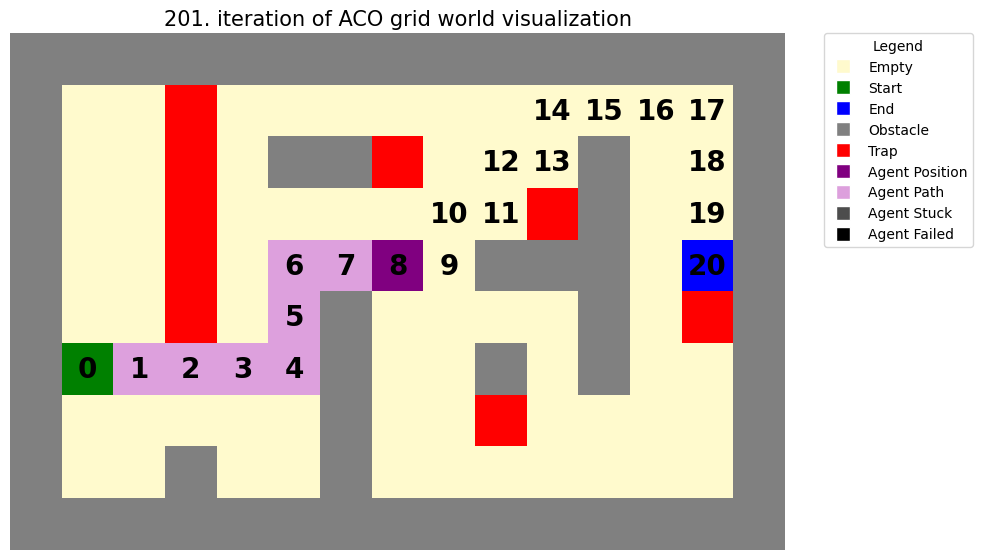 201. iteration of ACO grid world visualization
14 15 16 17
12 13 18
10 11 19
6 7 8 9 20
5
0 1 2 3 4
Legend
Empty
Start
End
Obstacle
Trap
Agent Position
Agent Path
Agent Stuck
Agent Failed